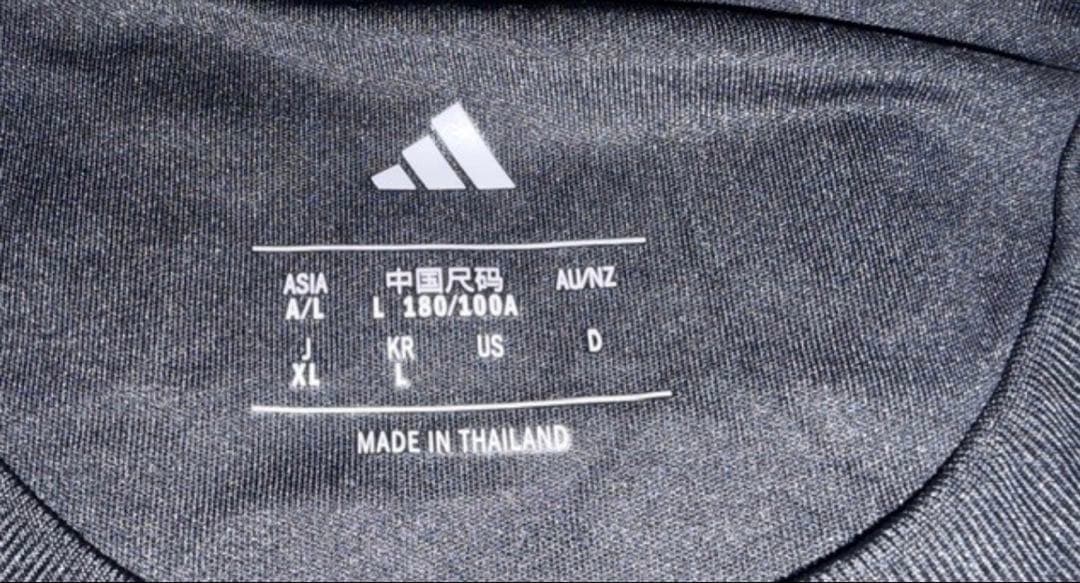 ASIA 中国尺码 AU/NZ
A/L L 180/100A
J KR US D
XL L
MADE IN THAILAND